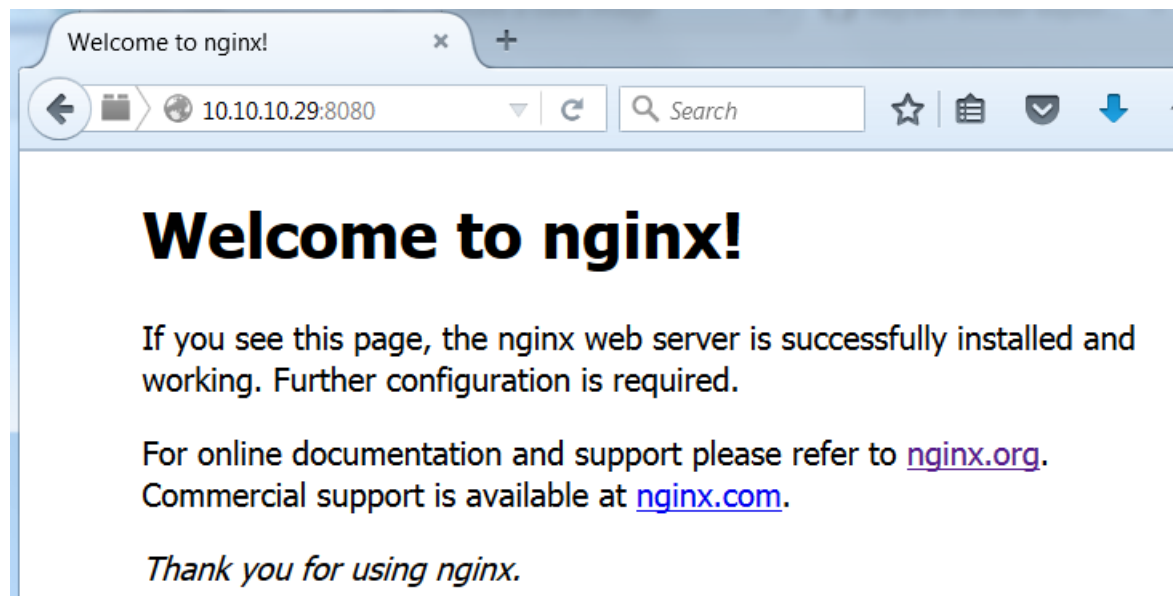 Welcome to nginx!
10.10.10.29:8080
Search
Welcome to nginx!
If you see this page, the nginx web server is successfully installed and
working. Further configuration is required.
For online documentation and support please refer to nginx.org.
Commercial support is available at nginx.com.
Thank you for using nginx.